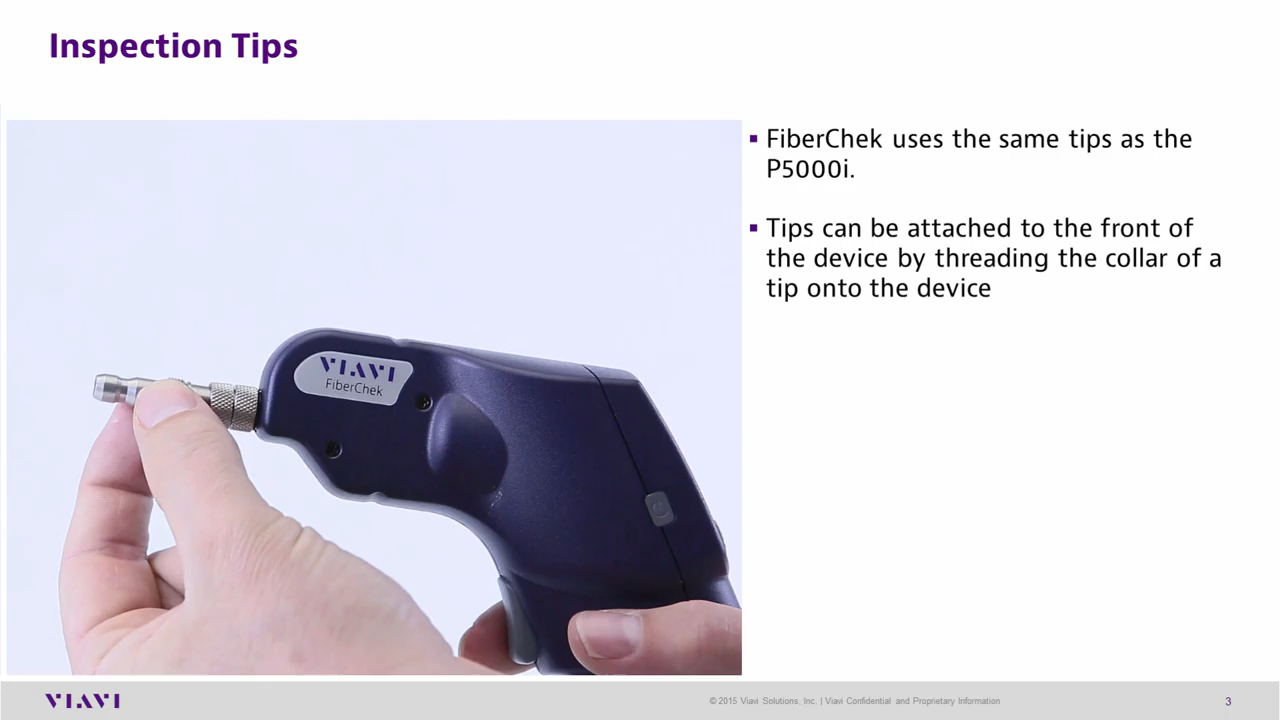 Inspection Tips
▪ FiberChek uses the same tips as the
P5000i.
▪ Tips can be attached to the front of
the device by threading the collar of a
tip onto the device
VIAVI
FiberChek
VIAVI
© 2015 Viavi Solutions, Inc. | Viavi Confidential and Proprietary Information
3